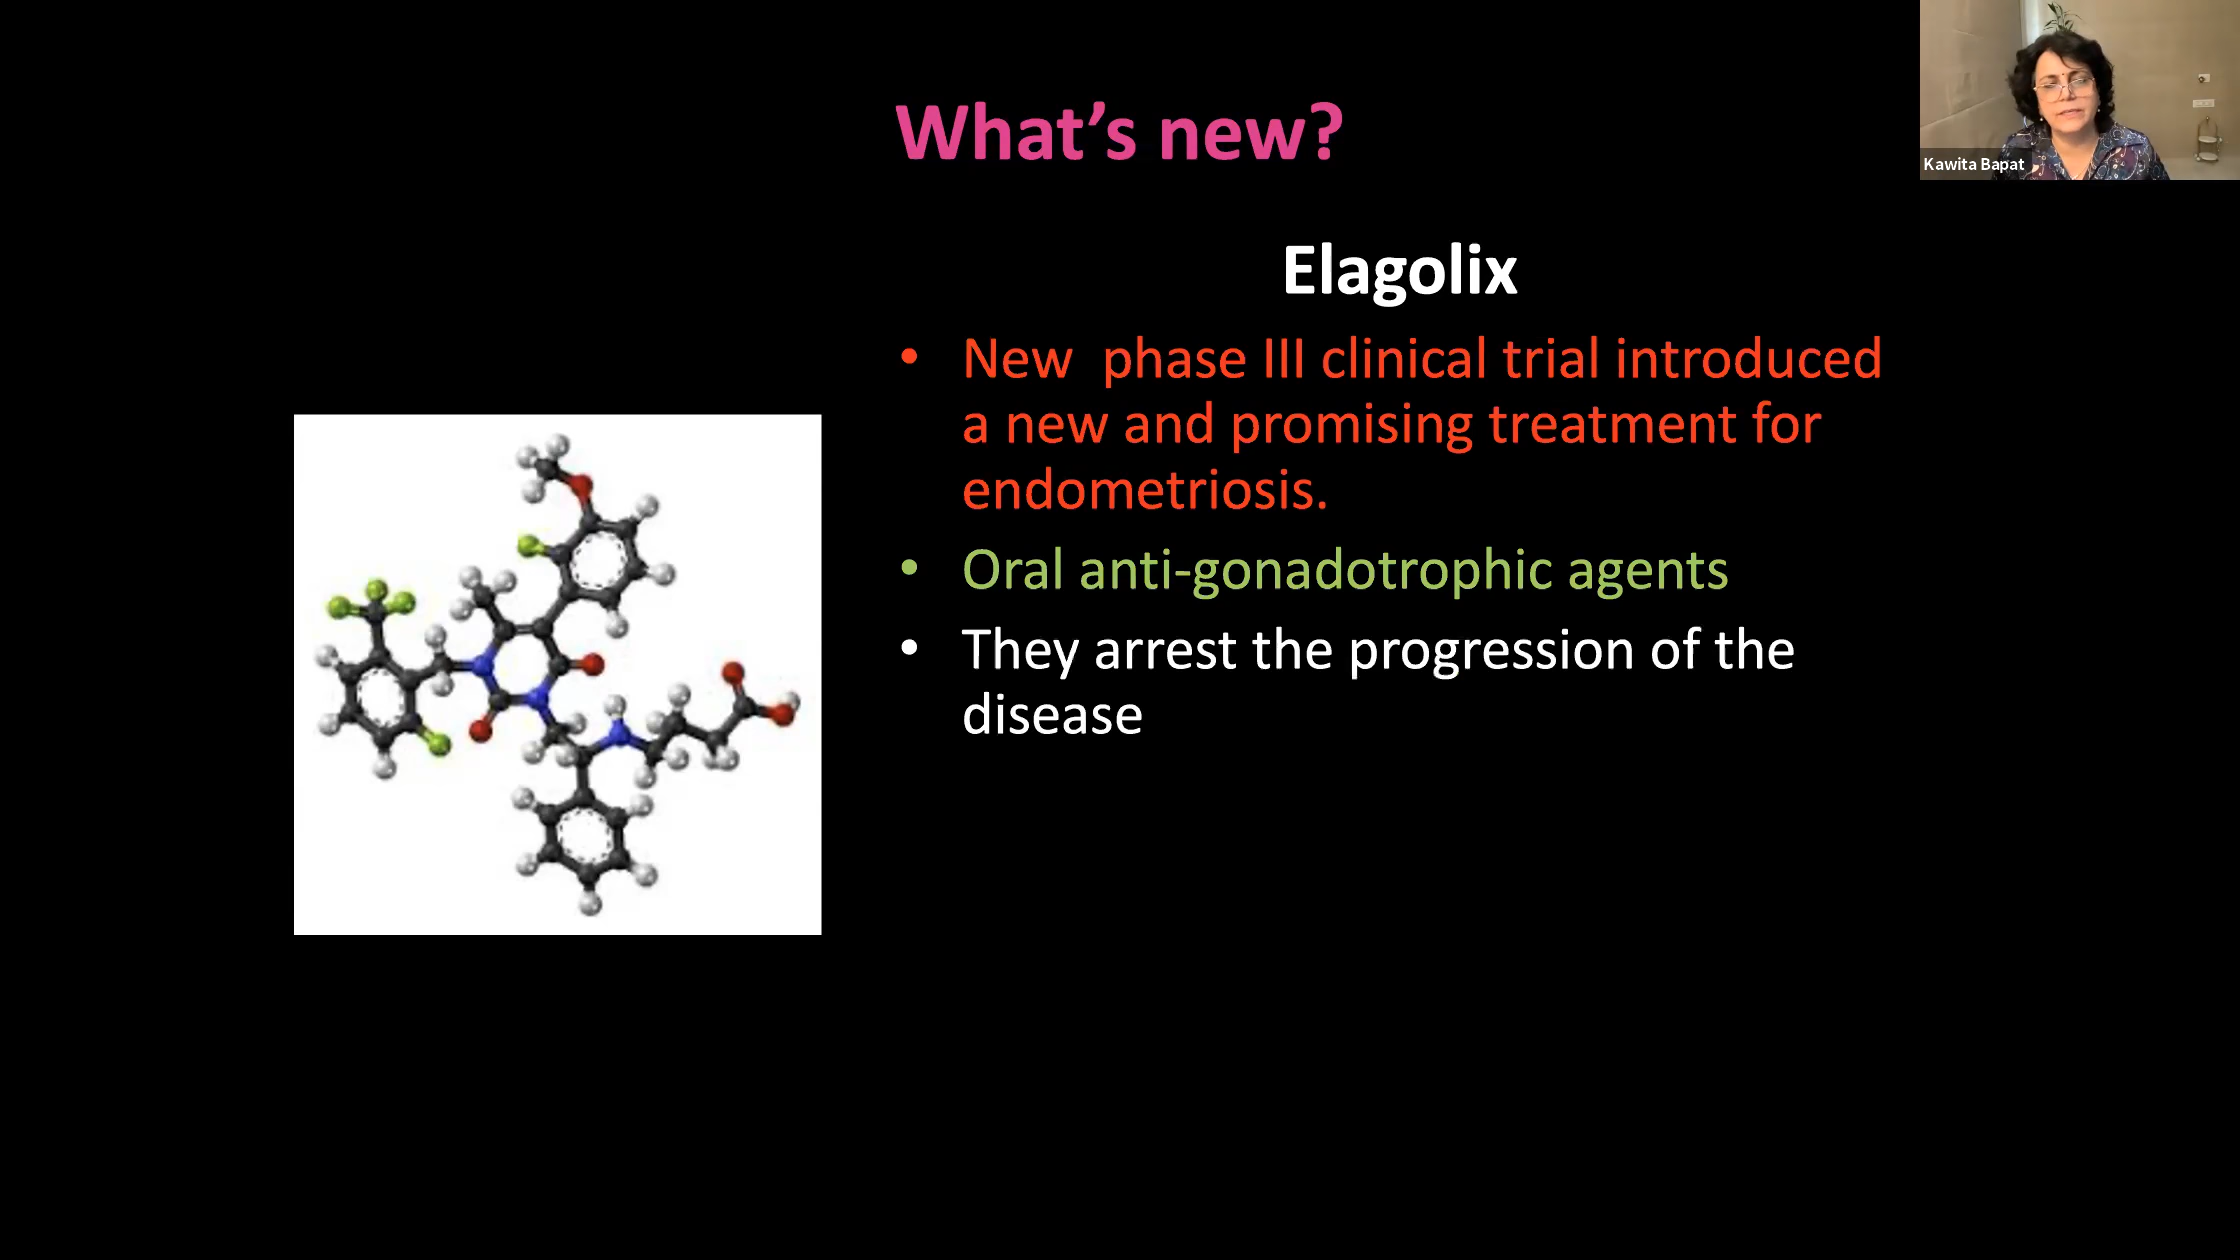 What’s new?
Kawita Bapat
Elagolix
• New  phase III clinical trial introduced
a new and promising treatment for
endometriosis.
• Oral anti-gonadotrophic agents
• They arrest the progression of the
disease